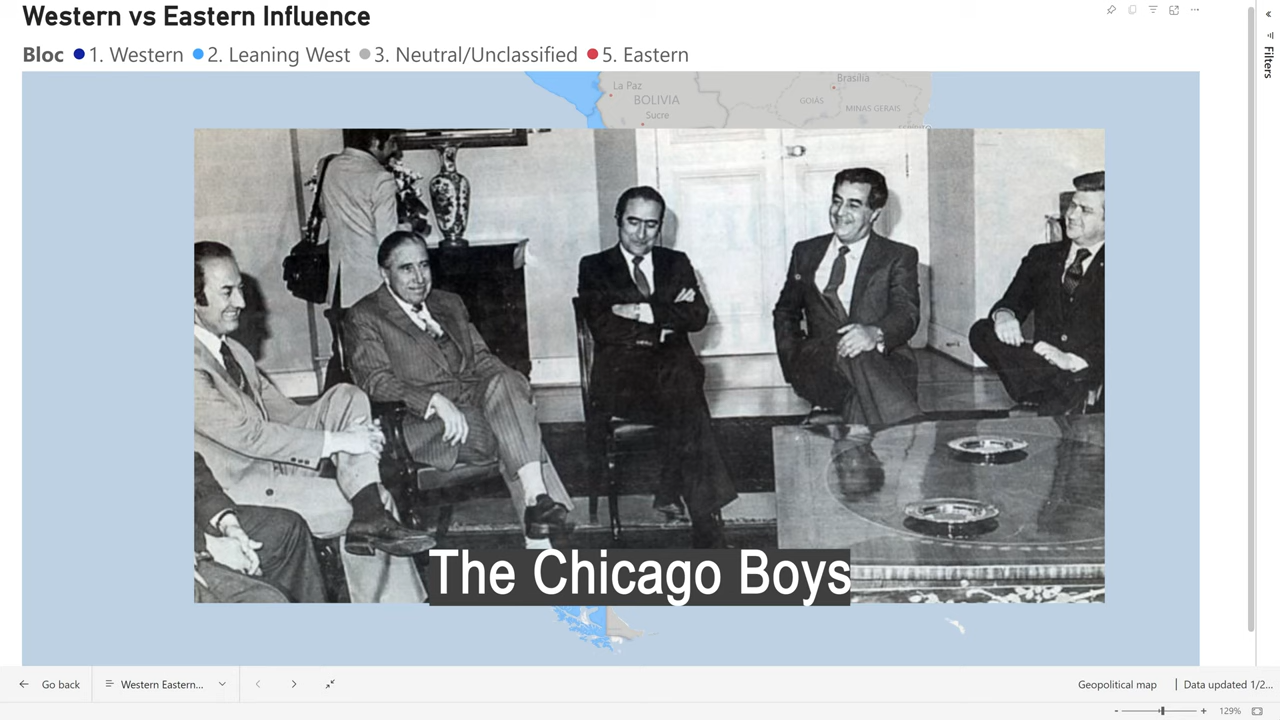 Western vs Eastern Influence
Bloc 1. Western 2. Leaning West 3. Neutral/Unclassified 5. Eastern
Filters
La Paz
BOLIVIA
Sucre
Brasília
GOIÁS
MINAS GERAIS
The Chicago Boys
Go back
Western Eastern...
Geopolitical map | Data updated 1/2...
- + 129%